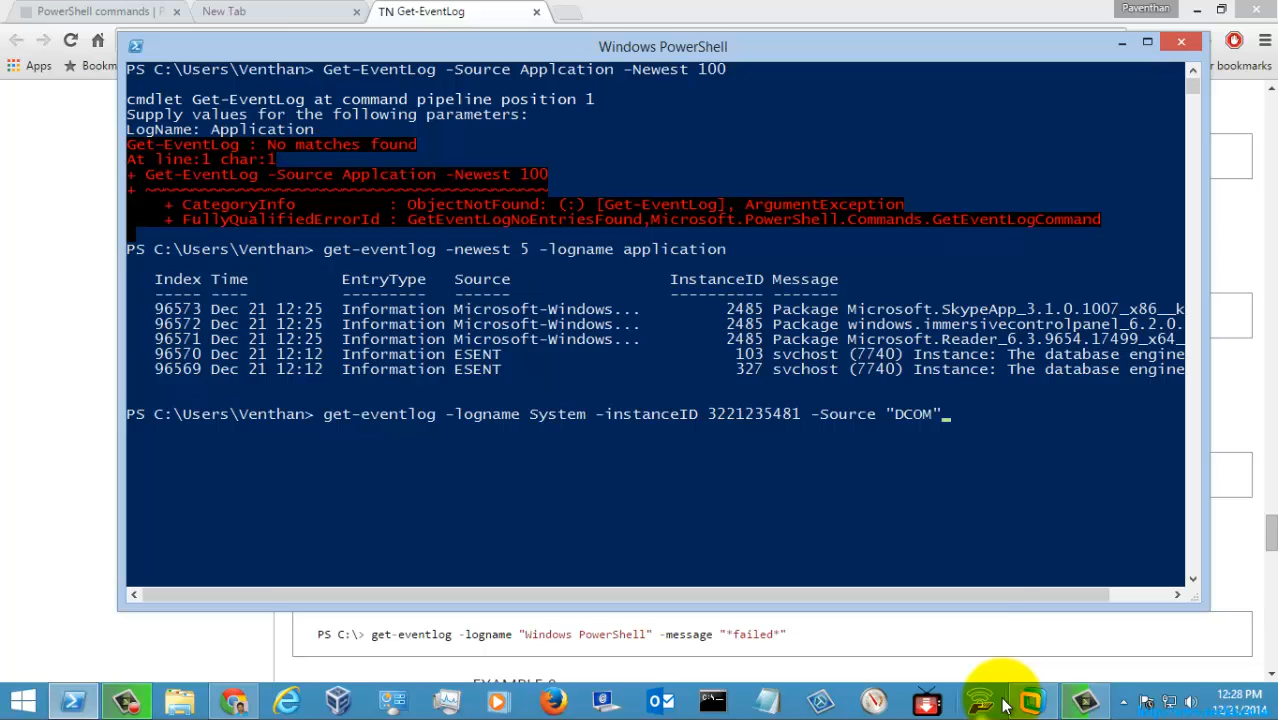 PowerShell commands | P
New Tab
TN Get-EventLog
Paventhan
Apps
Bookm
r bookmarks
Windows PowerShell
PS C:\Users\Venthan> Get-EventLog -Source Applcation -Newest 100
cmdlet Get-EventLog at command pipeline position 1
Supply values for the following parameters:
LogName: Application
Get-EventLog : No matches found
At line:1 char:1
+ Get-EventLog -Source Applcation -Newest 100
+ ~~~~~~~~~~~~~~~~~~~~~~~~~~~~~~~~~~~~~~~~~~~
+ CategoryInfo : ObjectNotFound: (:) [Get-EventLog], ArgumentException
+ FullyQualifiedErrorId : GetEventLogNoEntriesFound,Microsoft.PowerShell.Commands.GetEventLogCommand
PS C:\Users\Venthan> get-eventlog -newest 5 -logname application
Index Time EntryType Source InstanceID Message
----- ---- --------- ------ ---------- -------
96573 Dec 21 12:25 Information Microsoft-Windows... 2485 Package Microsoft.SkypeApp_3.1.0.1007_x86__k
96572 Dec 21 12:25 Information Microsoft-Windows... 2485 Package windows.immersivecontrolpanel_6.2.0.
96571 Dec 21 12:25 Information Microsoft-Windows... 2485 Package Microsoft.Reader_6.3.9654.17499_x64_
96570 Dec 21 12:12 Information ESENT 103 svchost (7740) Instance: The database engine
96569 Dec 21 12:12 Information ESENT 327 svchost (7740) Instance: The database engine
PS C:\Users\Venthan> get-eventlog -logname System -instanceID 3221235481 -Source "DCOM"_
PS C:\> get-eventlog -logname "Windows PowerShell" -message "*failed*"
12:28 PM
12/21/2014